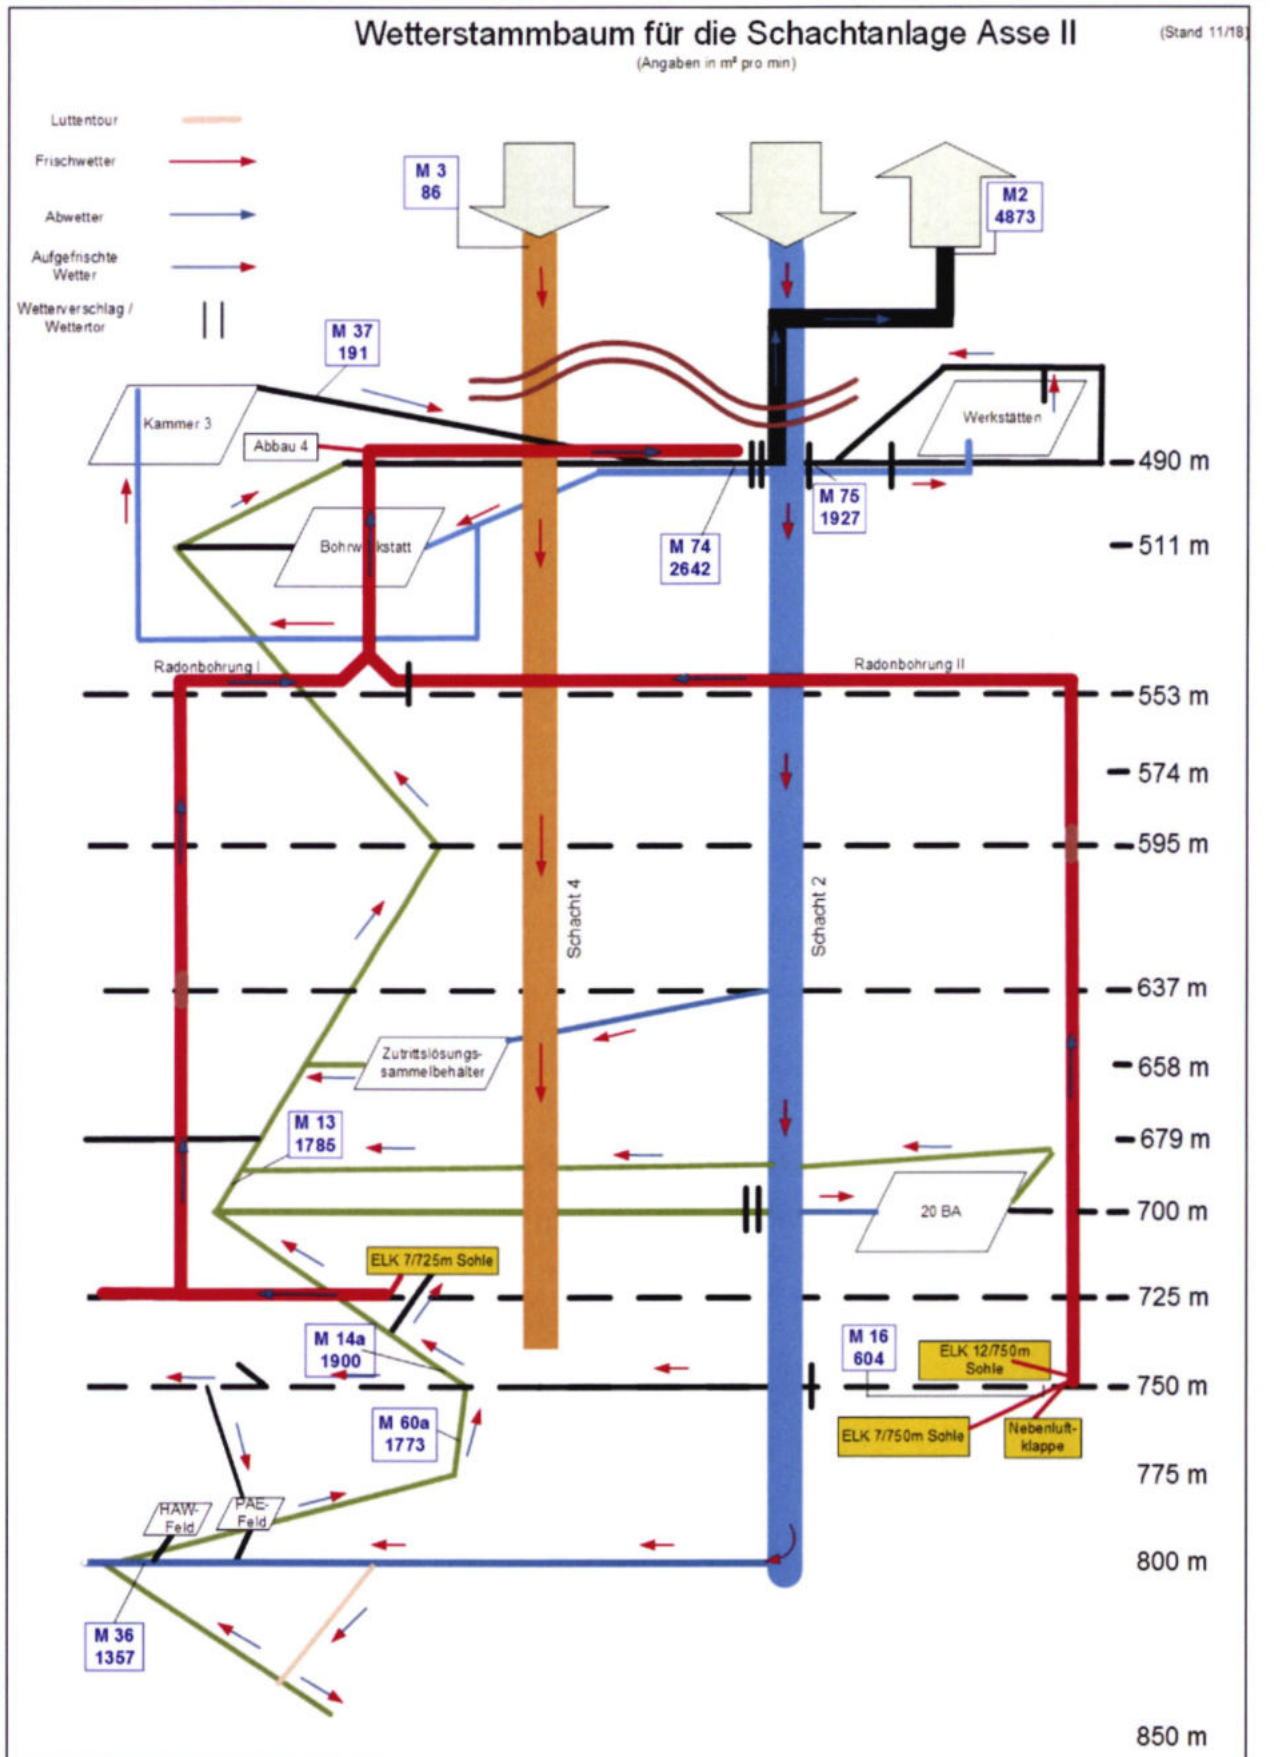 Wetterstammbaum für die Schachtanlage Asse II
(Stand 11/18)
(Angaben in m³ pro min)
Luttentour
Frischwetter
Abwetter
Aufgefrischte
Wetter
Wetterverschlag /
Wettertor
M 3
86
M2
4873
M 37
191
Kammer 3
Abbau 4
Werkstätten
490 m
M 75
1927
M 74
2642
Bohrwerkstatt
511 m
Radonbohrung I
Radonbohrung II
553 m
574 m
595 m
Schacht 4
Schacht 2
637 m
Zutrittslösungs-
sammelbehälter
658 m
M 13
1785
679 m
20 BA
700 m
ELK 7/725m Sohle
725 m
M 14a
1900
M 16
604
ELK 12/750m
Sohle
750 m
M 60a
1773
ELK 7/750m Sohle
Nebenluft-
klappe
775 m
HAW-
Feld
PAE-
Feld
800 m
M 36
1357
850 m